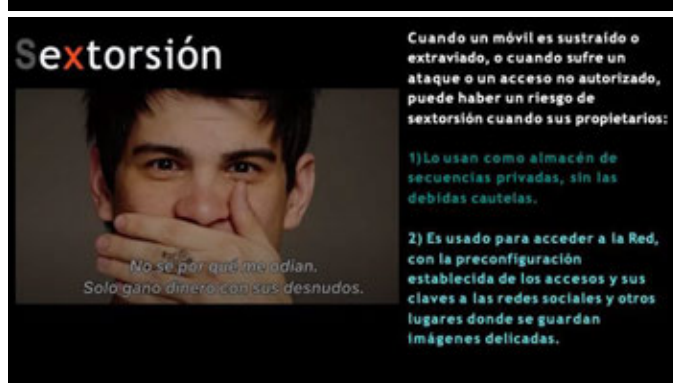 Sextorsión
No sé por qué me odian.
Solo gano dinero con sus desnudos.
Cuando un móvil es sustraído o
extraviado, o cuando sufre un
ataque o un acceso no autorizado,
puede haber un riesgo de
sextorsión cuando sus propietarios:
1)Lo usan como almacén de
secuencias privadas, sin las
debidas cautelas.
2) Es usado para acceder a la Red,
con la preconfiguración
establecida de los accesos y sus
claves a las redes sociales y otros
lugares donde se guardan
imágenes delicadas.